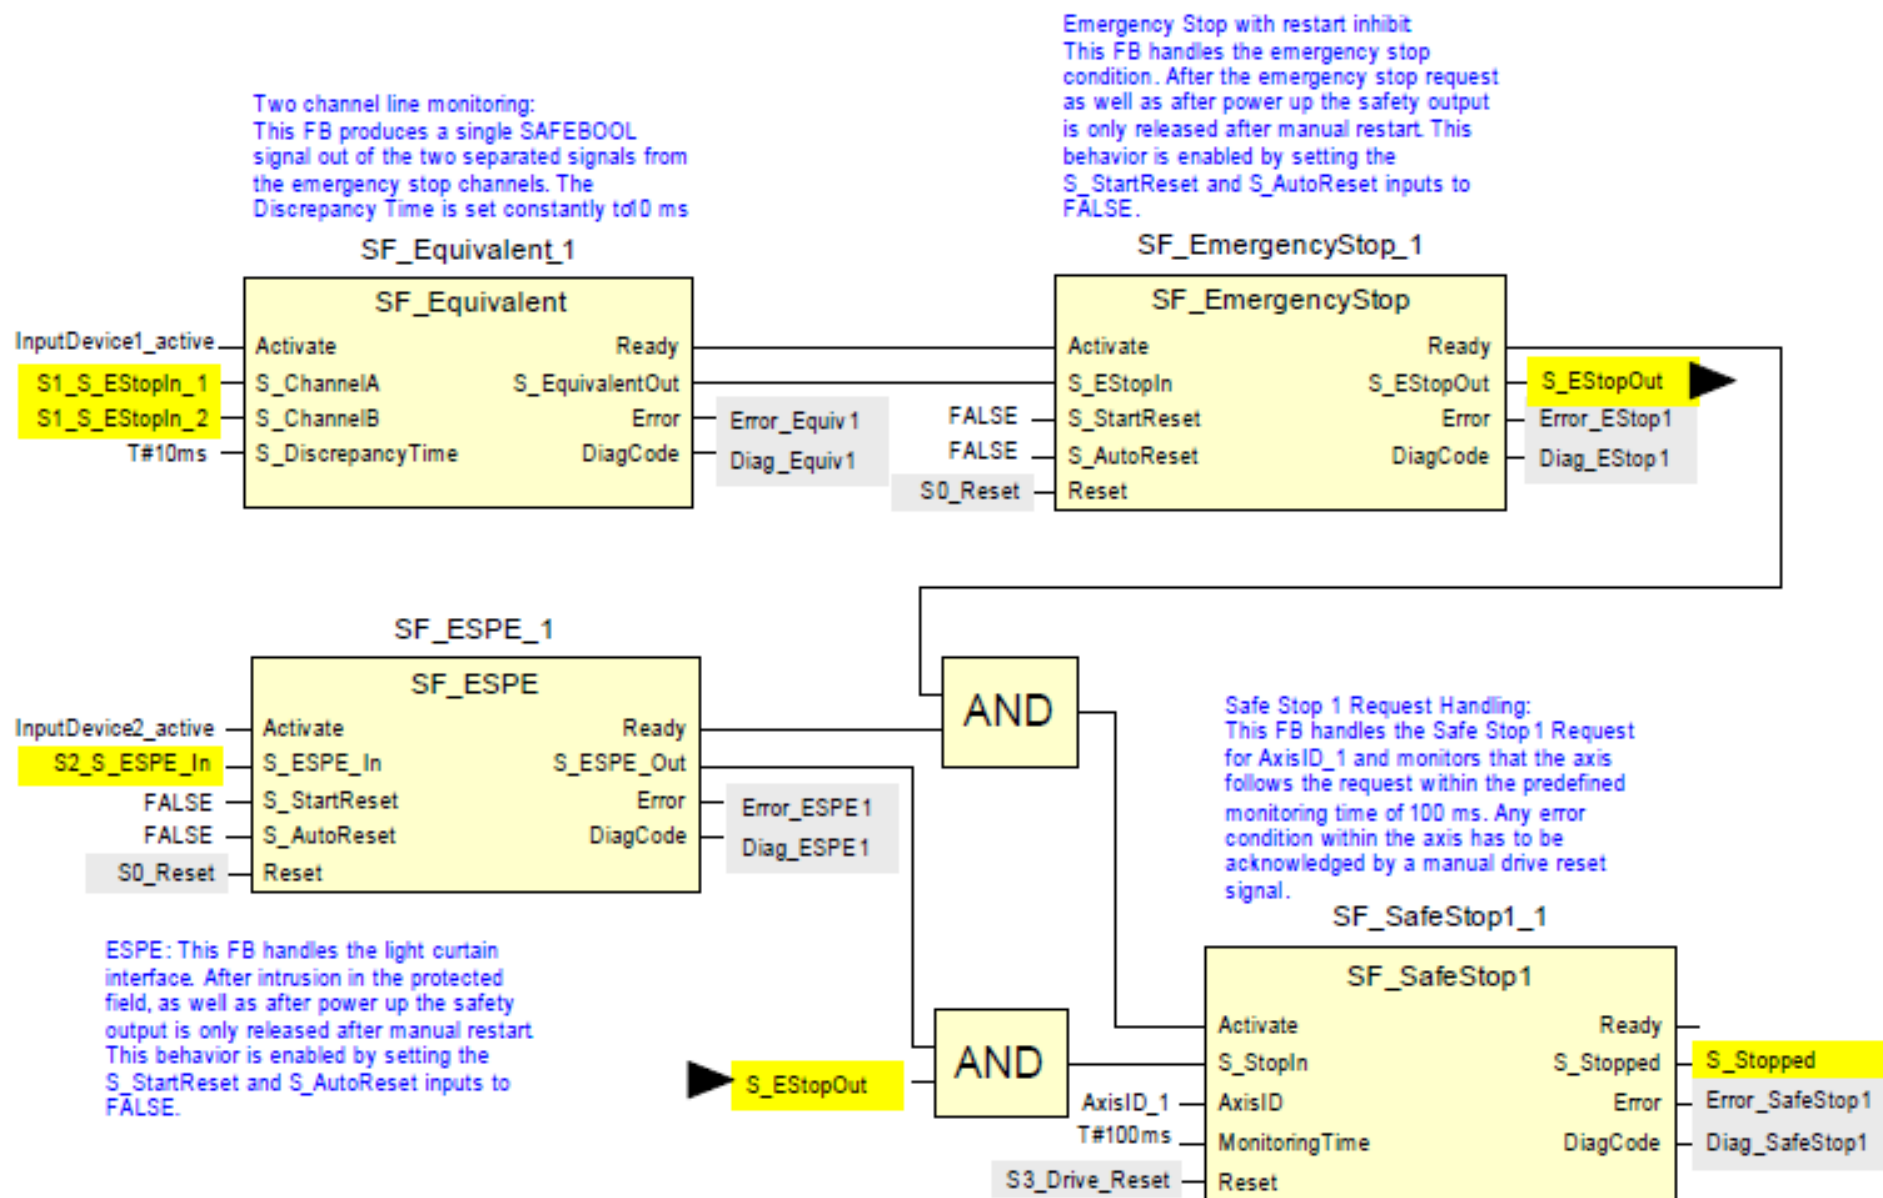 Emergency Stop with restart inhibit
This FB handles the emergency stop
condition. After the emergency stop request
as well as after power up the safety output
is only released after manual restart. This
behavior is enabled by setting the
S_StartReset and S_AutoReset inputs to
FALSE.
Two channel line monitoring:
This FB produces a single SAFEBOOL
signal out of the two separated signals from
the emergency stop channels. The
Discrepancy Time is set constantly to10 ms
SF_Equivalent_1
SF_Equivalent
InputDevice1_active
Activate
Ready
S1_S_EStopIn_1
S_ChannelA
S_EquivalentOut
S1_S_EStopIn_2
S_ChannelB
Error
Error_Equiv1
T#10ms
S_DiscrepancyTime
DiagCode
Diag_Equiv1
SF_EmergencyStop_1
SF_EmergencyStop
Activate
Ready
S_EStopIn
S_EStopOut
S_EStopOut
FALSE
S_StartReset
Error
Error_EStop1
FALSE
S_AutoReset
DiagCode
Diag_EStop1
S0_Reset
Reset
SF_ESPE_1
SF_ESPE
InputDevice2_active
Activate
Ready
S2_S_ESPE_In
S_ESPE_In
S_ESPE_Out
FALSE
S_StartReset
Error
Error_ESPE1
FALSE
S_AutoReset
DiagCode
Diag_ESPE1
S0_Reset
Reset
AND
ESPE: This FB handles the light curtain
interface. After intrusion in the protected
field, as well as after power up the safety
output is only released after manual restart
This behavior is enabled by setting the
S_StartReset and S_AutoReset inputs to
FALSE.
S_EStopOut
AND
Safe Stop 1 Request Handling:
This FB handles the Safe Stop1 Request
for AxisID_1 and monitors that the axis
follows the request within the predefined
monitoring time of 100 ms. Any error
condition within the axis has to be
acknowledged by a manual drive reset
signal.
SF_SafeStop1_1
SF_SafeStop1
Activate
Ready
S_StopIn
S_Stopped
S_Stopped
AxisID_1
AxisID
Error
Error_SafeStop1
T#100ms
MonitoringTime
DiagCode
Diag_SafeStop1
S3_Drive_Reset
Reset